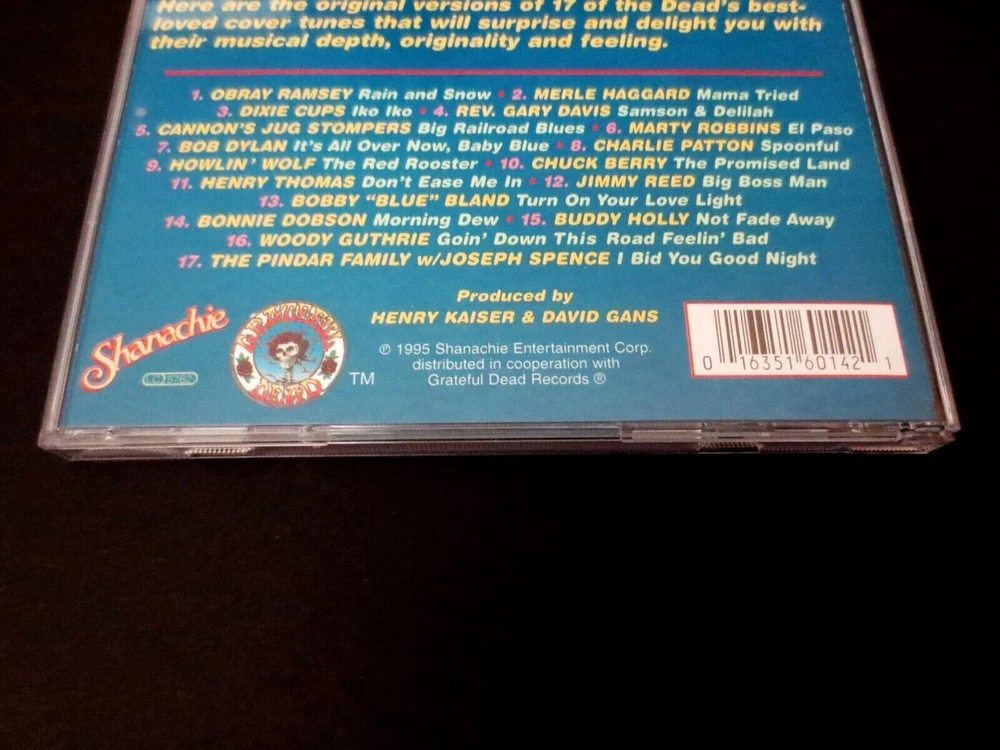 Here are the original versions of 17 of the Dead's best-
loved cover tunes that will surprise and delight you with
their musical depth, originality and feeling.
1. OBRAY RAMSEY Rain and Snow • 2. MERLE HAGGARD Mama Tried
3. DIXIE CUPS Iko Iko • 4. REV. GARY DAVIS Samson & Delilah
5. CANNON'S JUG STOMPERS Big Railroad Blues • 6. MARTY ROBBINS El Paso
7. BOB DYLAN It's All Over Now, Baby Blue • 8. CHARLIE PATTON Spoonful
9. HOWLIN' WOLF The Red Rooster • 10. CHUCK BERRY The Promised Land
11. HENRY THOMAS Don't Ease Me In • 12. JIMMY REED Big Boss Man
13. BOBBY "BLUE" BLAND Turn On Your Love Light
14. BONNIE DOBSON Morning Dew • 15. BUDDY HOLLY Not Fade Away
16. WOODY GUTHRIE Goin' Down This Road Feelin' Bad
17. THE PINDAR FAMILY w/JOSEPH SPENCE I Bid You Good Night
Produced by
HENRY KAISER & DAVID GANS
Shanachie
LC 5762
TM
℗ 1995 Shanachie Entertainment Corp.
distributed in cooperation with
Grateful Dead Records ®
0 16351 60142 1